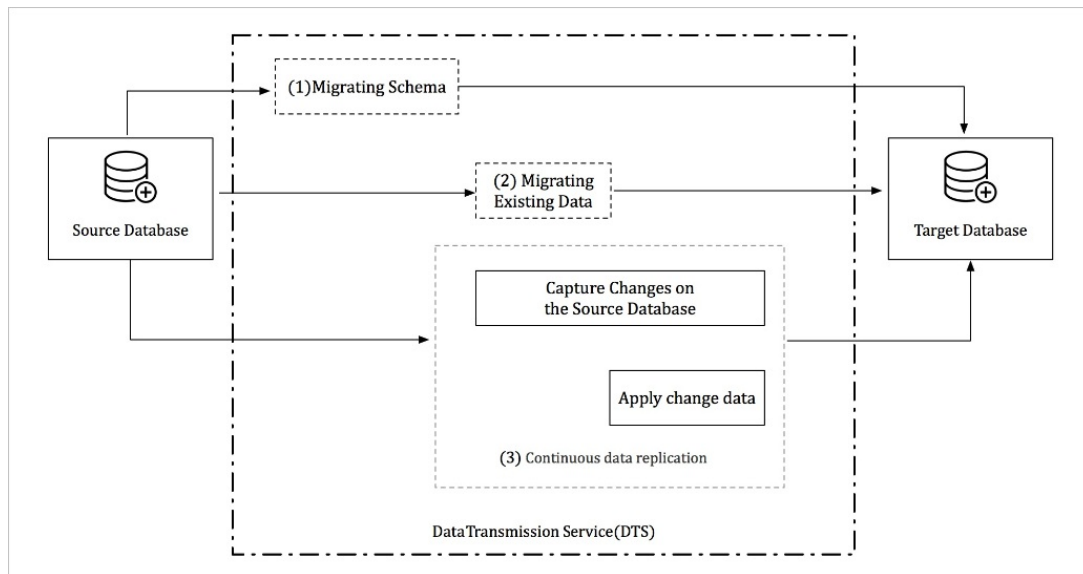 (1)Migrating Schema
Source Database
(2) Migrating
Existing Data
Target Database
Capture Changes on
the Source Database
Apply change data
(3) Continuous data replication
DataTransmission Service(DTS)